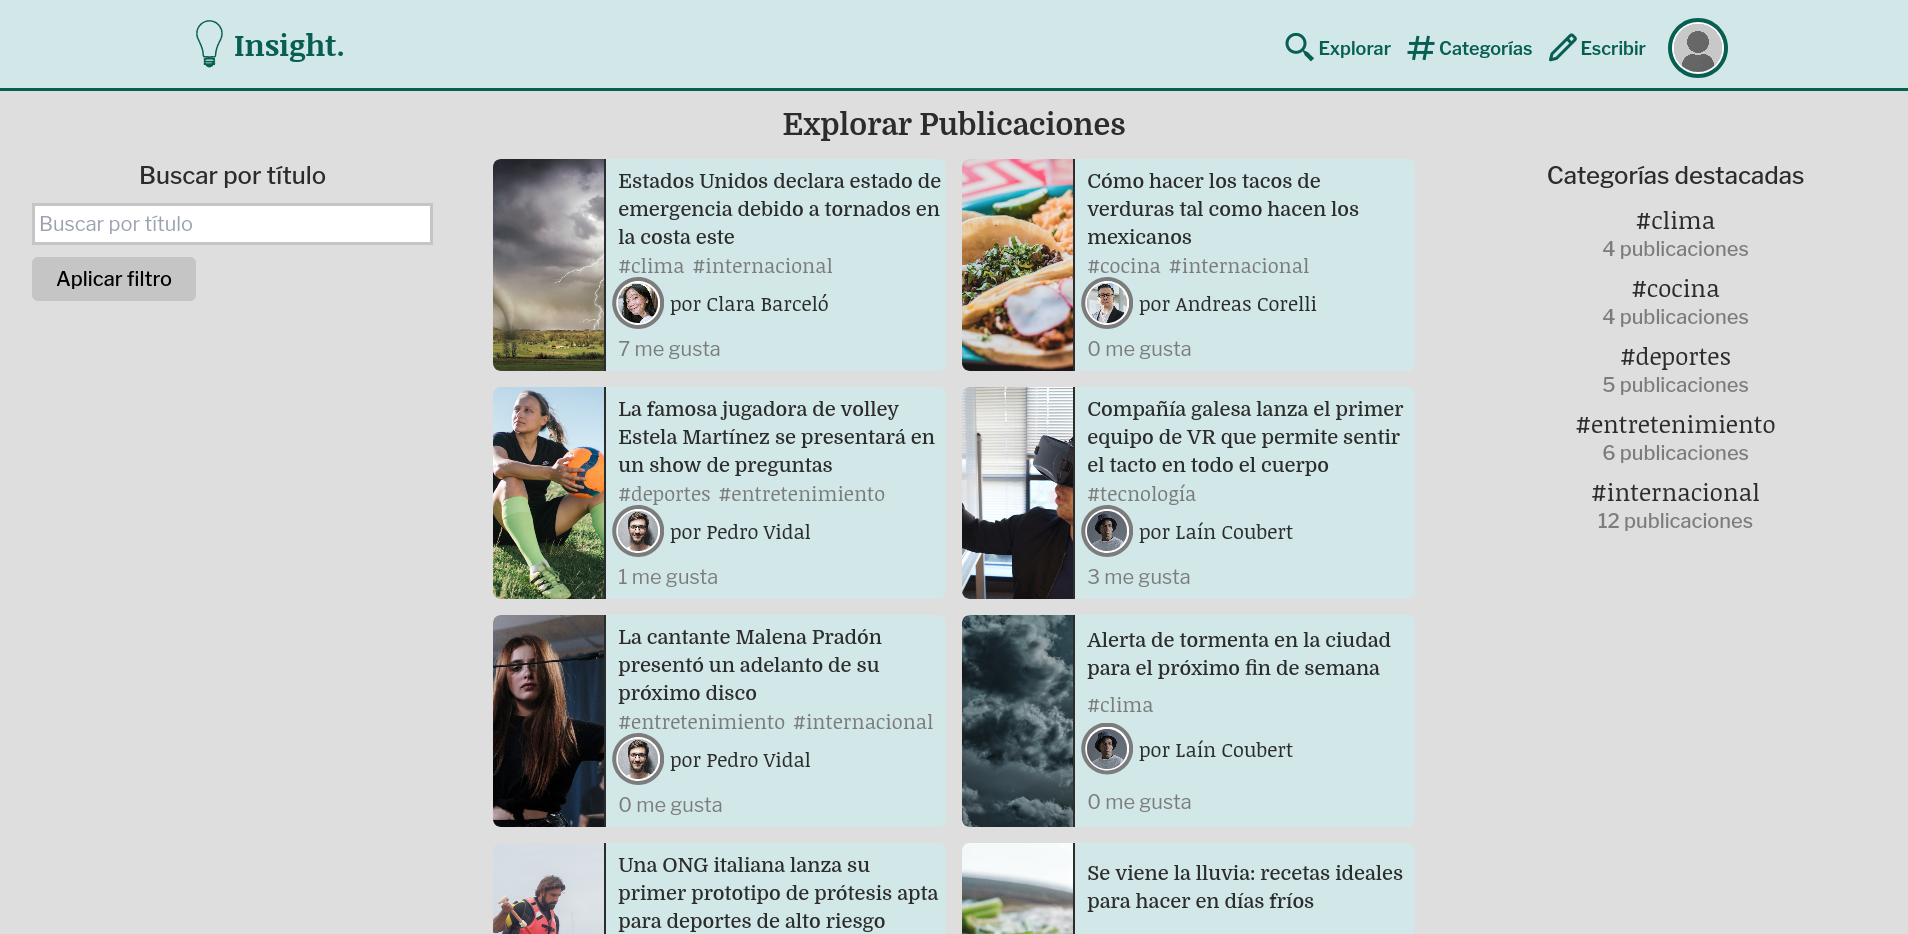 Insight.
Explorar
Categorías
Escribir
Explorar Publicaciones
Buscar por título
Buscar por título
Aplicar filtro
Estados Unidos declara estado de
emergencia debido a tornados en
la costa este
#clima #internacional
por Clara Barceló
7 me gusta
Cómo hacer los tacos de
verduras tal como hacen los
mexicanos
#cocina #internacional
por Andreas Corelli
0 me gusta
La famosa jugadora de volley
Estela Martínez se presentará en
un show de preguntas
#deportes #entretenimiento
por Pedro Vidal
1 me gusta
Compañía galesa lanza el primer
equipo de VR que permite sentir
el tacto en todo el cuerpo
#tecnología
por Laín Coubert
3 me gusta
La cantante Malena Pradón
presentó un adelanto de su
próximo disco
#entretenimiento #internacional
por Pedro Vidal
0 me gusta
Alerta de tormenta en la ciudad
para el próximo fin de semana
#clima
por Laín Coubert
0 me gusta
Una ONG italiana lanza su
primer prototipo de prótesis apta
para deportes de alto riesgo
Se viene la lluvia: recetas ideales
para hacer en días fríos
Categorías destacadas
#clima
4 publicaciones
#cocina
4 publicaciones
#deportes
5 publicaciones
#entretenimiento
6 publicaciones
#internacional
12 publicaciones